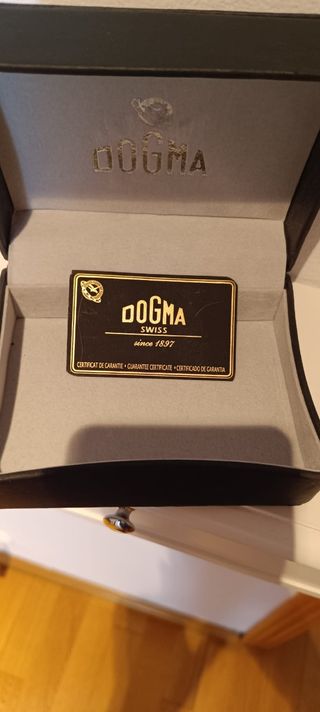 DOGMA
DOGMA
SWISS
since 1897
CERTIFICAT DE GARANTIE • GUARANTEE CERTIFICATE • CERTIFICADO DE GARANTIA